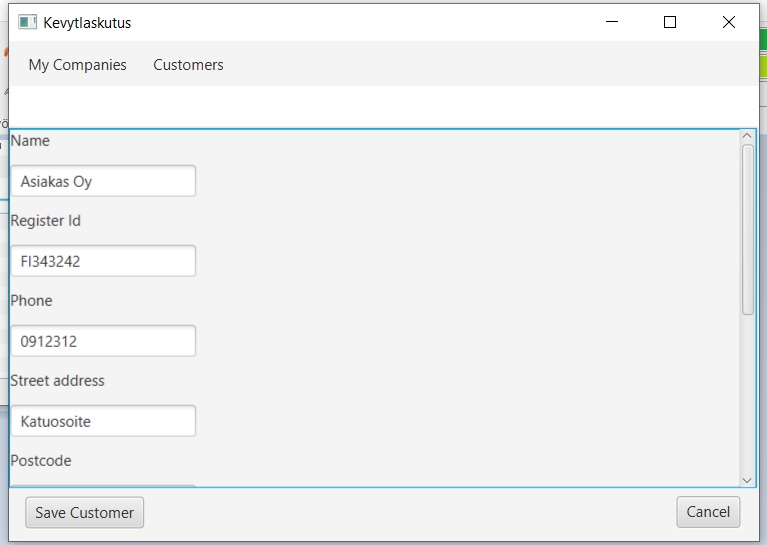 Kevytlaskutus
My Companies Customers
Name
Asiakas Oy
Register Id
FI343242
Phone
0912312
Street address
Katuosoite
Postcode
Save Customer Cancel